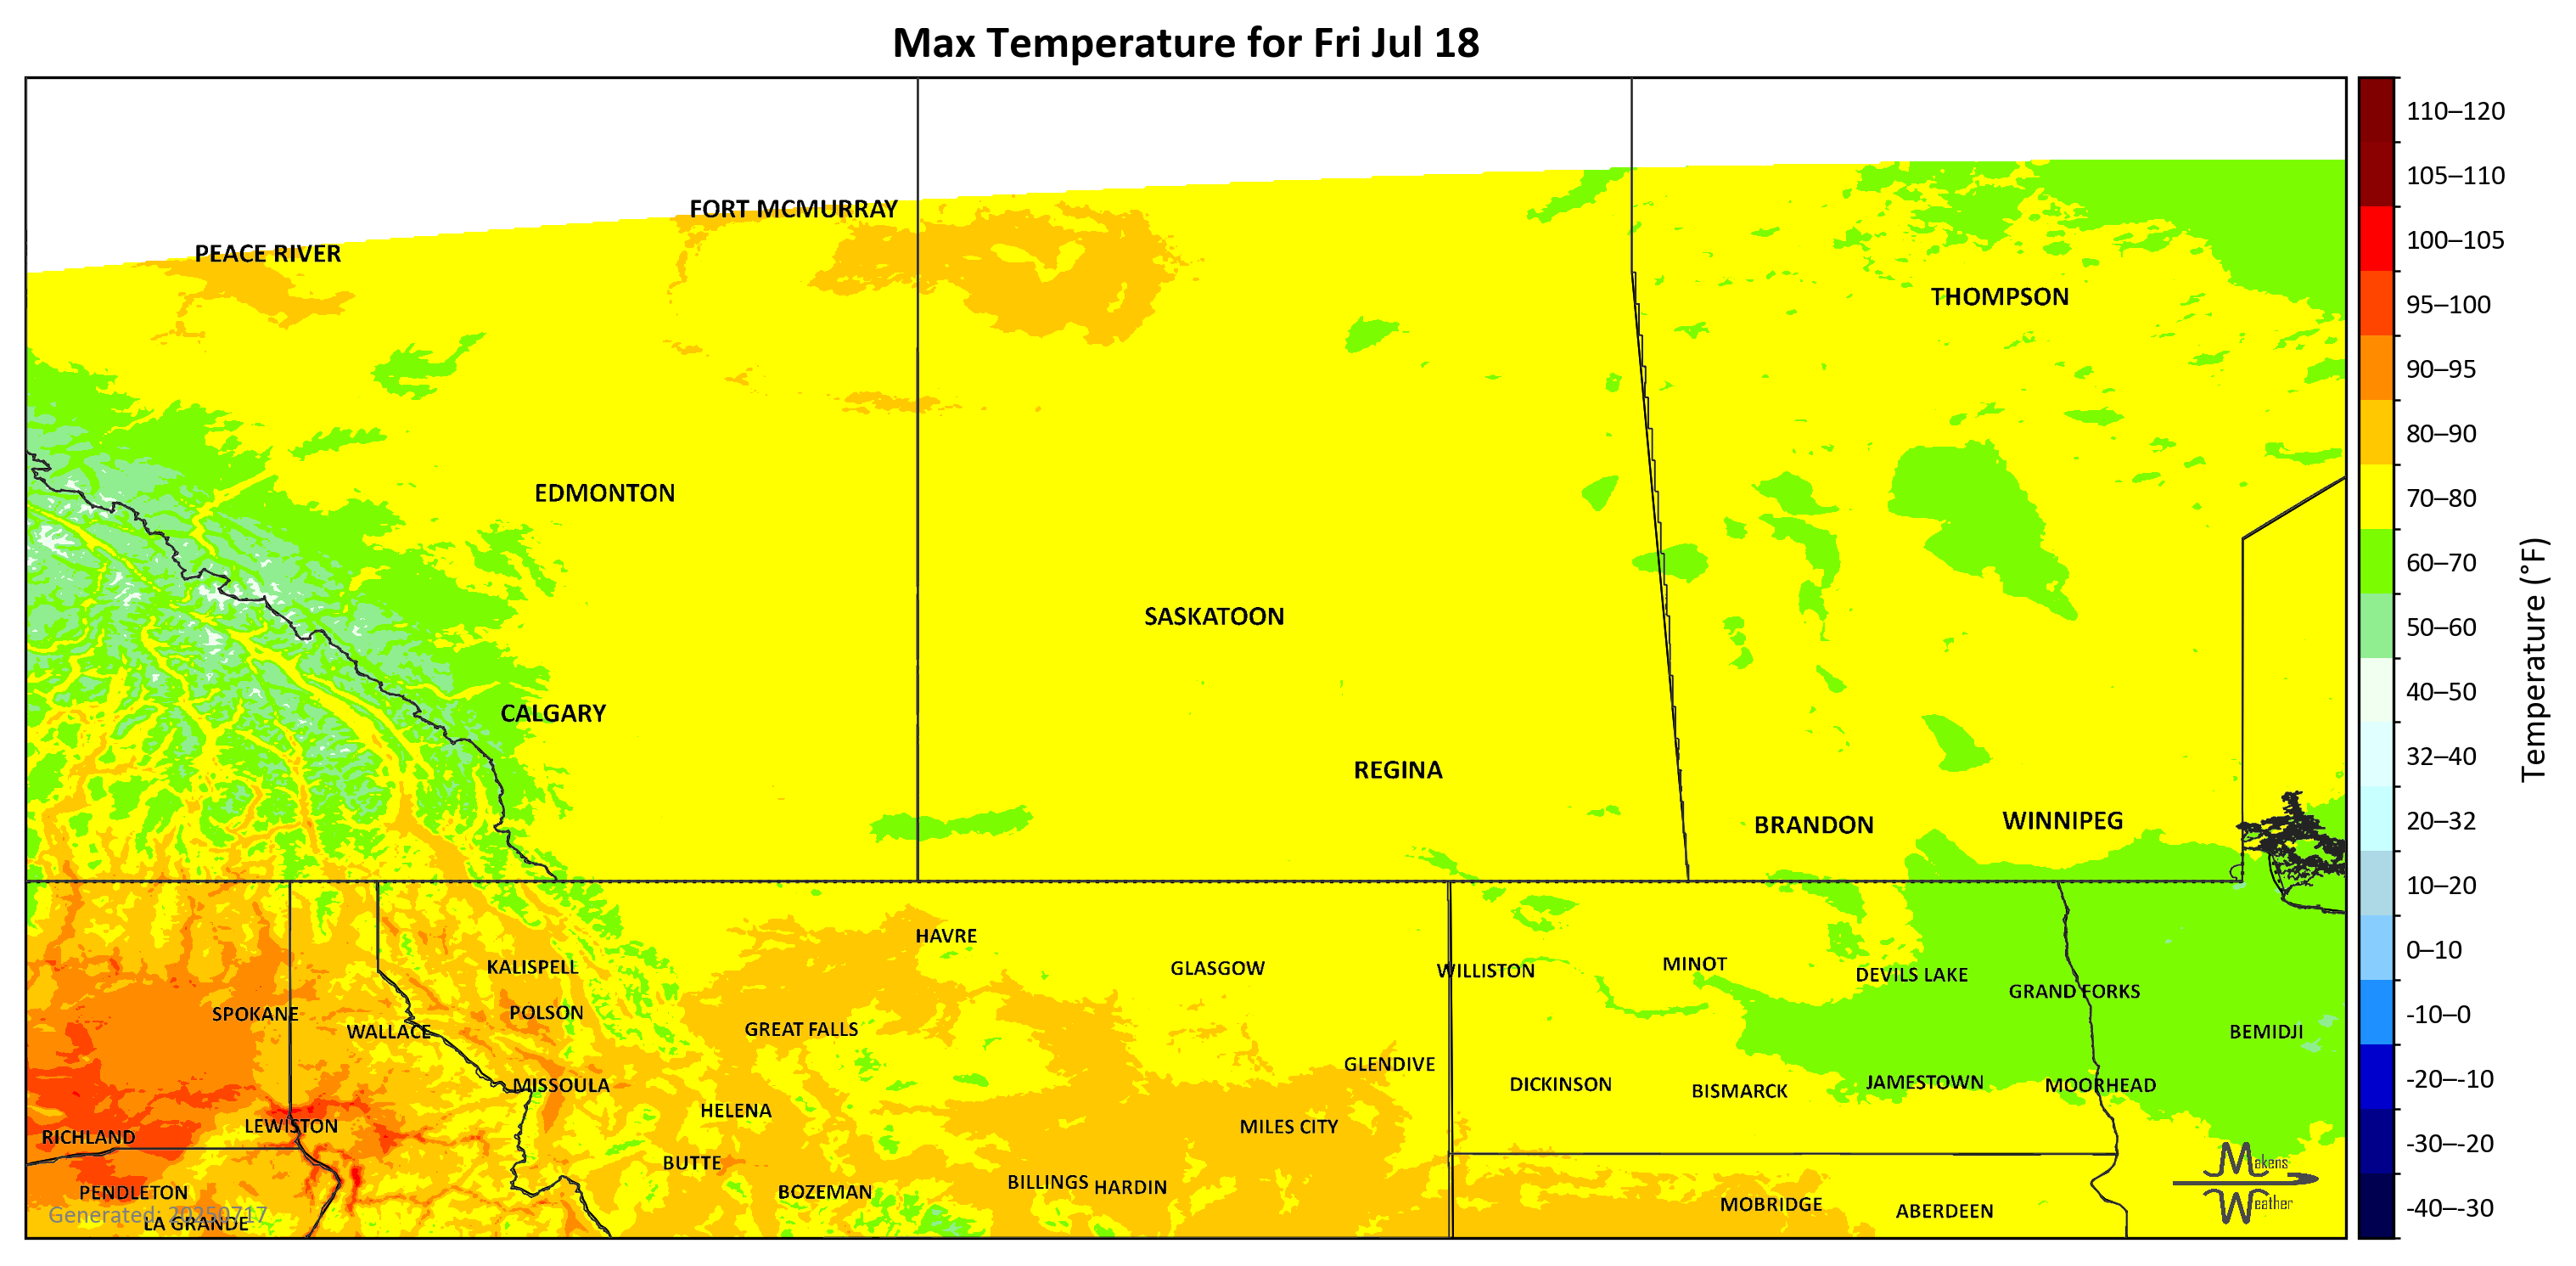 Max Temperature for Fri Jul 18
FORT MCMURRAY
PEACE RIVER
THOMPSON
EDMONTON
SASKATOON
CALGARY
REGINA
BRANDON
WINNIPEG
HAVRE
KALISPELL
GLASGOW
WILLISTON
MINOT
DEVILS LAKE
GRAND FORKS
SPOKANE
POLSON
WALLACE
GREAT FALLS
BEMIDJI
GLENDIVE
MISSOULA
DICKINSON
BISMARCK
JAMESTOWN
MOORHEAD
HELENA
LEWISTON
MILES CITY
RICHLAND
BUTTE
BILLINGS
HARDIN
PENDLETON
BOZEMAN
MOBRIDGE
ABERDEEN
Generated: 20250717
LA GRANDE
Makens
Weather
110–120
105–110
100–105
95–100
90–95
80–90
70–80
60–70
50–60
40–50
32–40
20–32
10–20
0–10
-10–0
-20–-10
-30–-20
-40–-30
Temperature (°F)